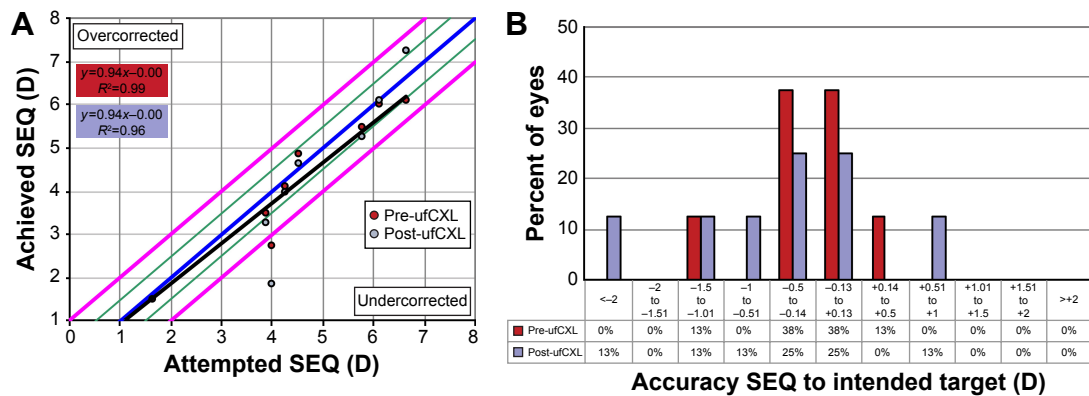 A
Overcorrected
y=0.94x–0.00
R²=0.99
y=0.94x–0.00
R²=0.96
Pre-ufCXL
Post-ufCXL
Undercorrected
8
7
6
5
4
3
2
1
0 1 2 3 4 5 6 7 8
Achieved SEQ (D)
Attempted SEQ (D)
B
50
40
30
20
10
0
Percent of eyes
<–2 –2 to –1.51 –1.5 to –1.01 –1 to –0.51 –0.5 to –0.14 –0.13 to +0.13 +0.14 to +0.5 +0.51 to +1 +1.01 to +1.5 +1.51 to +2 >+2
Pre-ufCXL 0% 0% 13% 0% 38% 38% 13% 0% 0% 0% 0%
Post-ufCXL 13% 0% 13% 13% 25% 25% 0% 13% 0% 0% 0%
Accuracy SEQ to intended target (D)